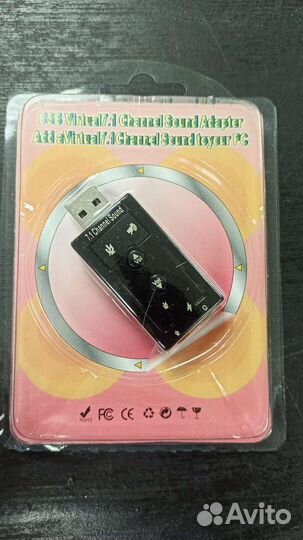 USB Virtual 7.1 Channel Sound Adapter
Add a Virtual 7.1 Channel Sound to your PC
7.1 Channel Sound
RoHS FC CE
Avito